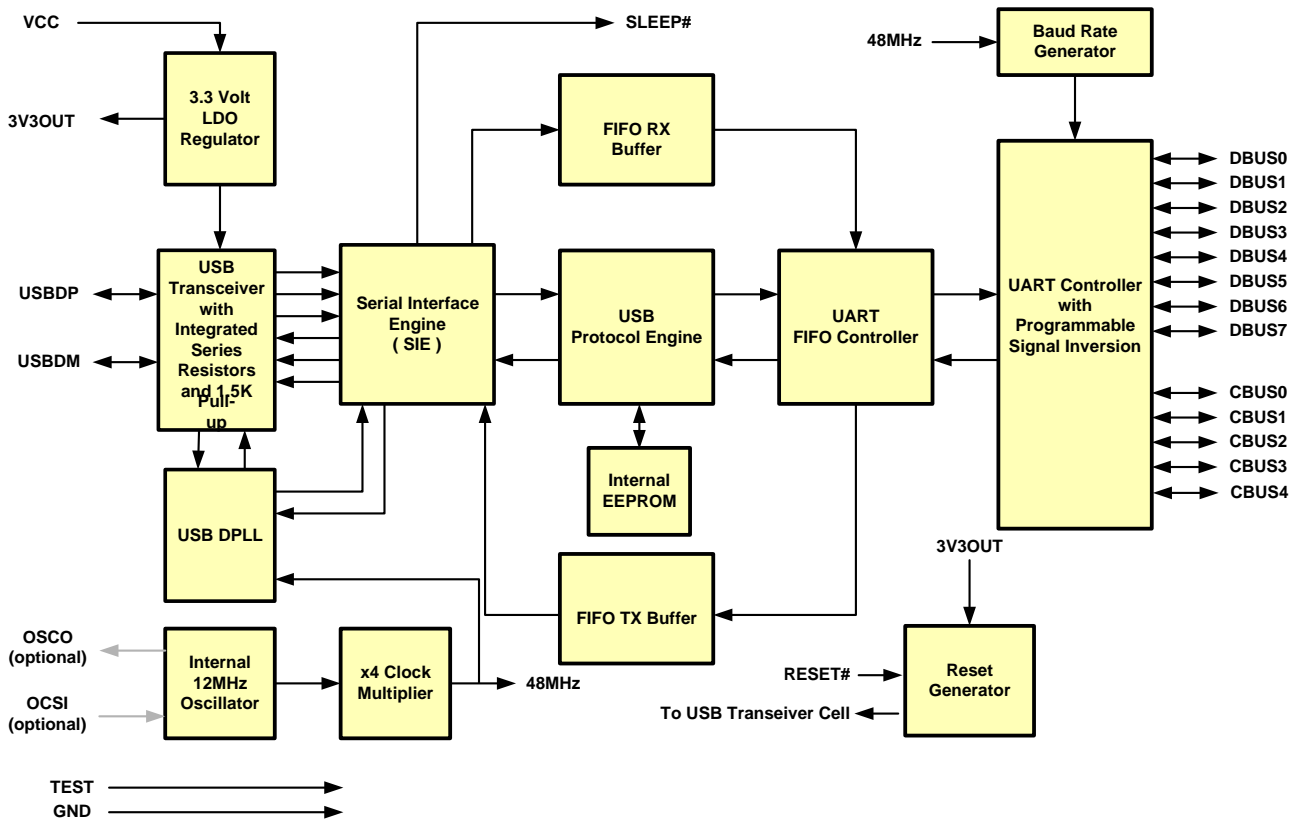 VCC
SLEEP#
48MHz
Baud Rate
Generator
3.3 Volt
LDO
Regulator
3V3OUT
FIFO RX
Buffer
DBUS0
DBUS1
DBUS2
DBUS3
DBUS4
DBUS5
DBUS6
DBUS7
USBDP
USBDM
USB
Transceiver
with
Integrated
Series
Resistors
and 1.5K
Pull-
up
Serial Interface
Engine
( SIE )
USB
Protocol Engine
UART
FIFO Controller
UART Controller
with
Programmable
Signal Inversion
CBUS0
CBUS1
CBUS2
CBUS3
CBUS4
Internal
EEPROM
USB DPLL
3V3OUT
FIFO TX Buffer
OSCO
(optional)
OCSI
(optional)
Internal
12MHz
Oscillator
x4 Clock
Multiplier
48MHz
RESET#
Reset
Generator
To USB Transeiver Cell
TEST
GND